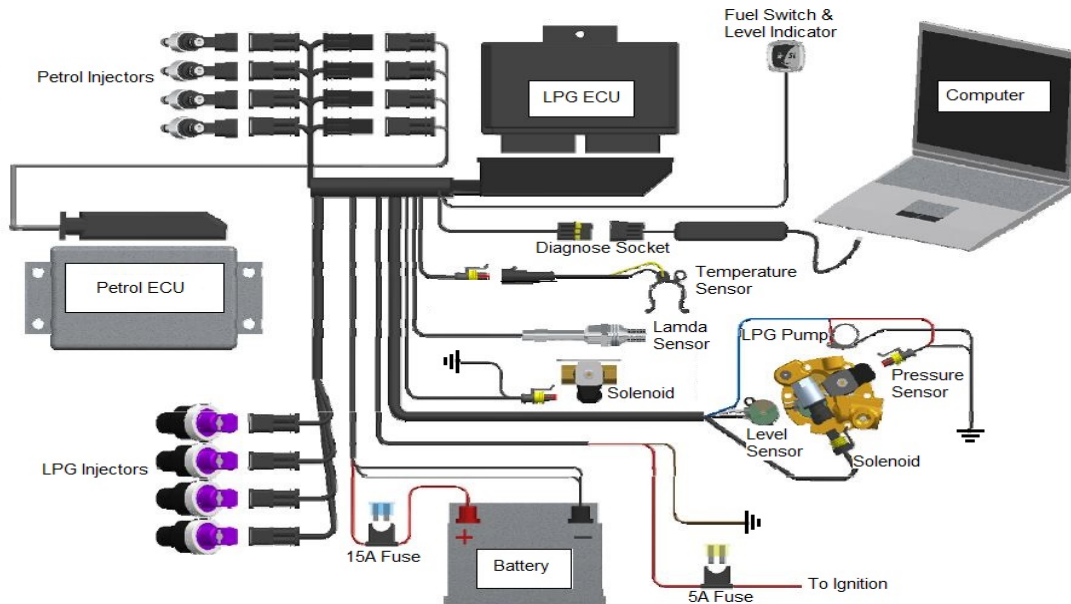 Fuel Switch &
Level Indicator
Petrol Injectors
LPG ECU
Computer
Diagnose Socket
Petrol ECU
Temperature
Sensor
Lamda
Sensor
LPG Pump
Pressure
Sensor
Solenoid
Level
Sensor
Solenoid
LPG Injectors
+
−
15A Fuse
Battery
5A Fuse
To Ignition